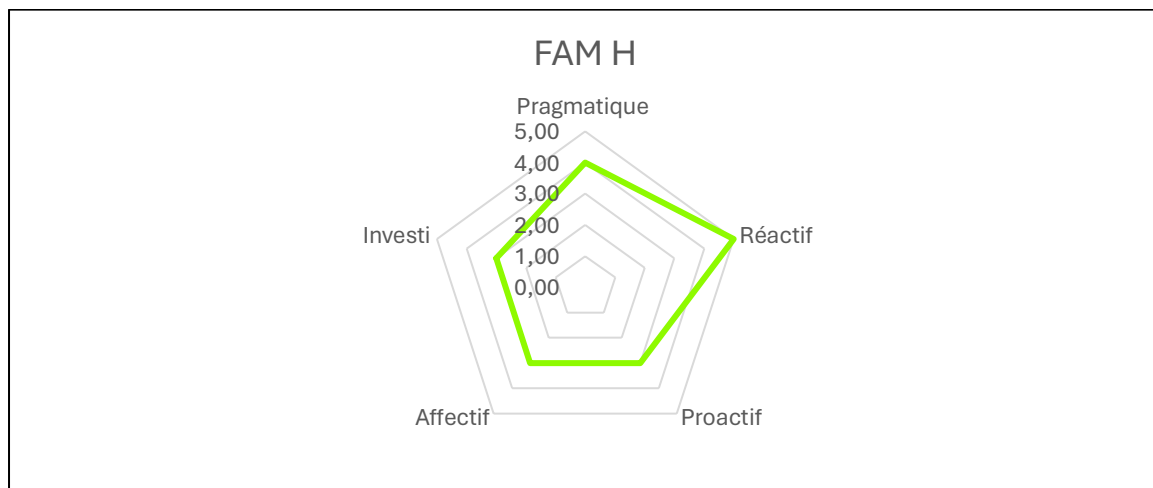 FAM H
Pragmatique
5,00
4,00
3,00
2,00
1,00
0,00
Investi
Réactif
Affectif
Proactif